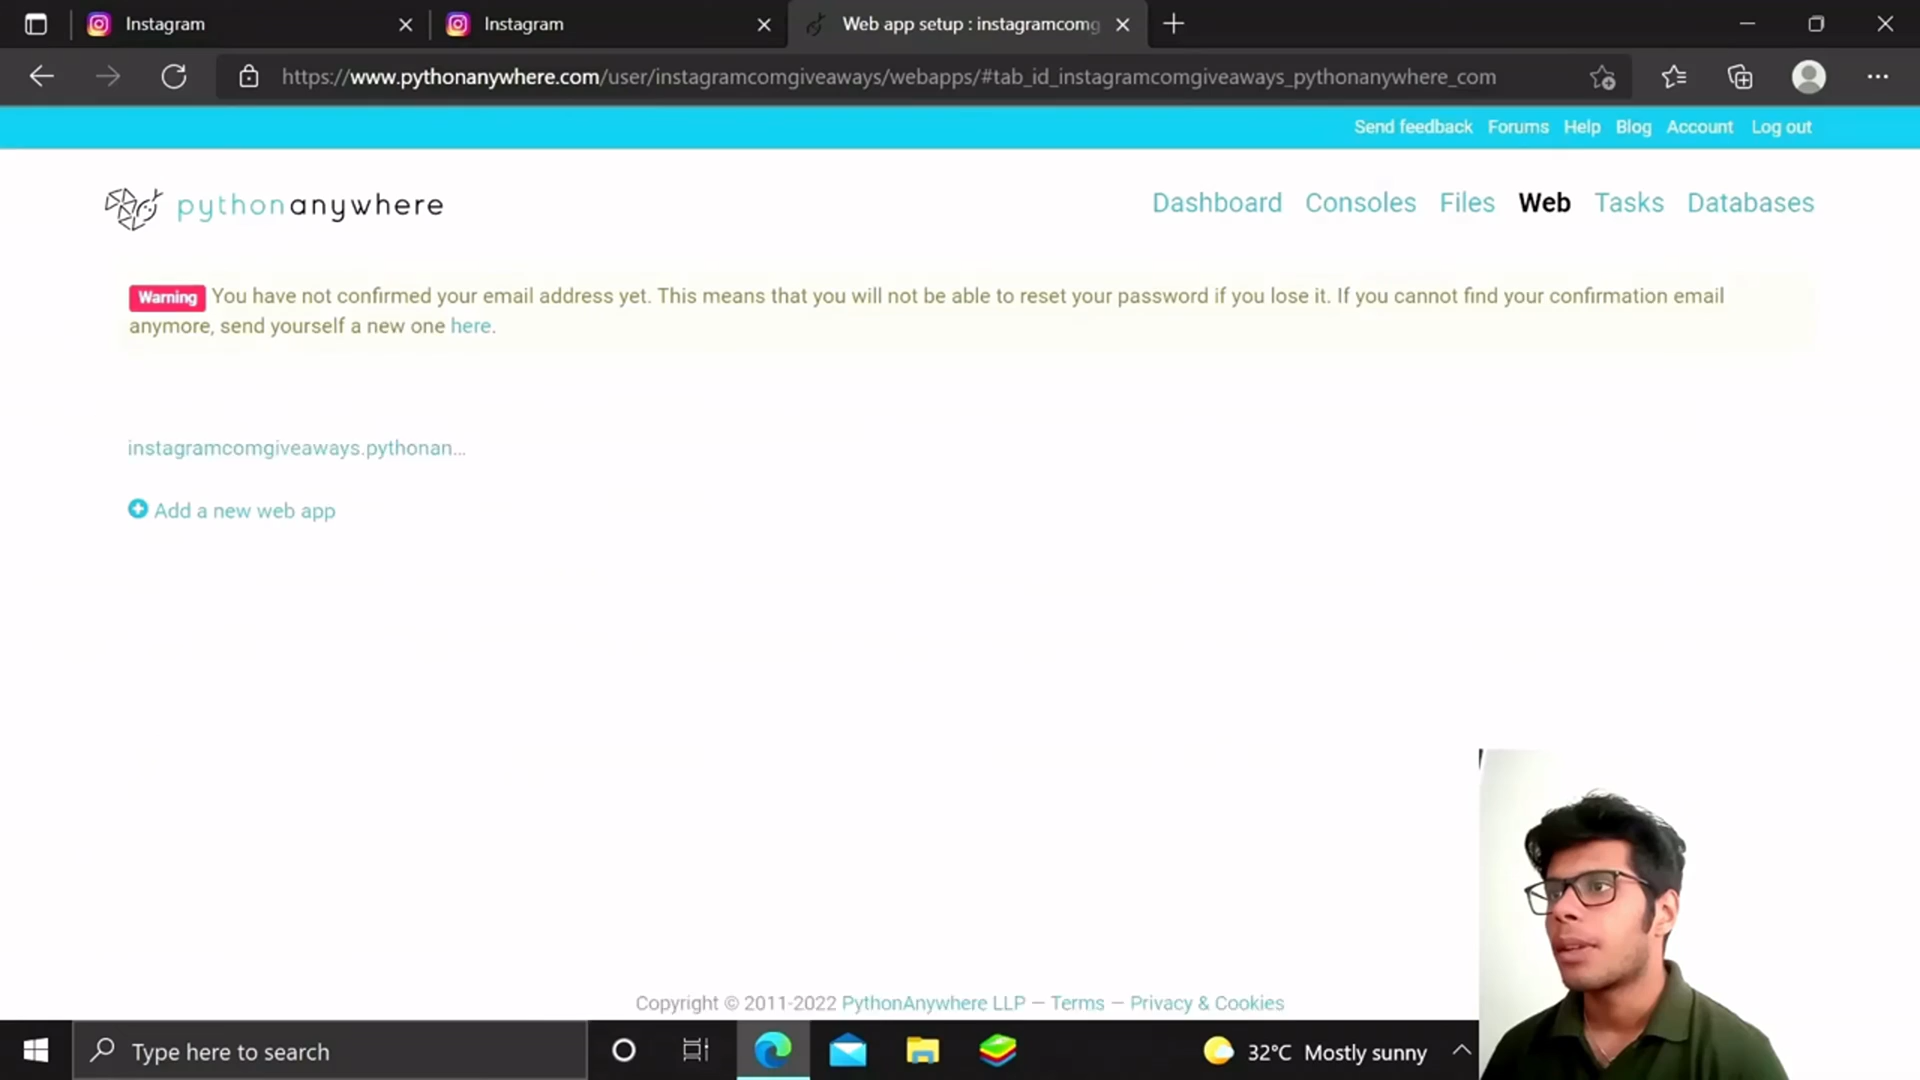 Instagram
Instagram
Web app setup : instagramcomg
https://www.pythonanywhere.com/user/instagramcomgiveaways/webapps/#tab_id_instagramcomgiveaways_pythonanywhere_com
Send feedback Forums Help Blog Account Log out
pythonanywhere
Dashboard Consoles Files Web Tasks Databases
Warning You have not confirmed your email address yet. This means that you will not be able to reset your password if you lose it. If you cannot find your confirmation email
anymore, send yourself a new one here.
instagramcomgiveaways.pythonan...
Add a new web app
Copyright © 2011-2022 PythonAnywhere LLP — Terms — Privacy & Cookies
Type here to search
32°C Mostly sunny